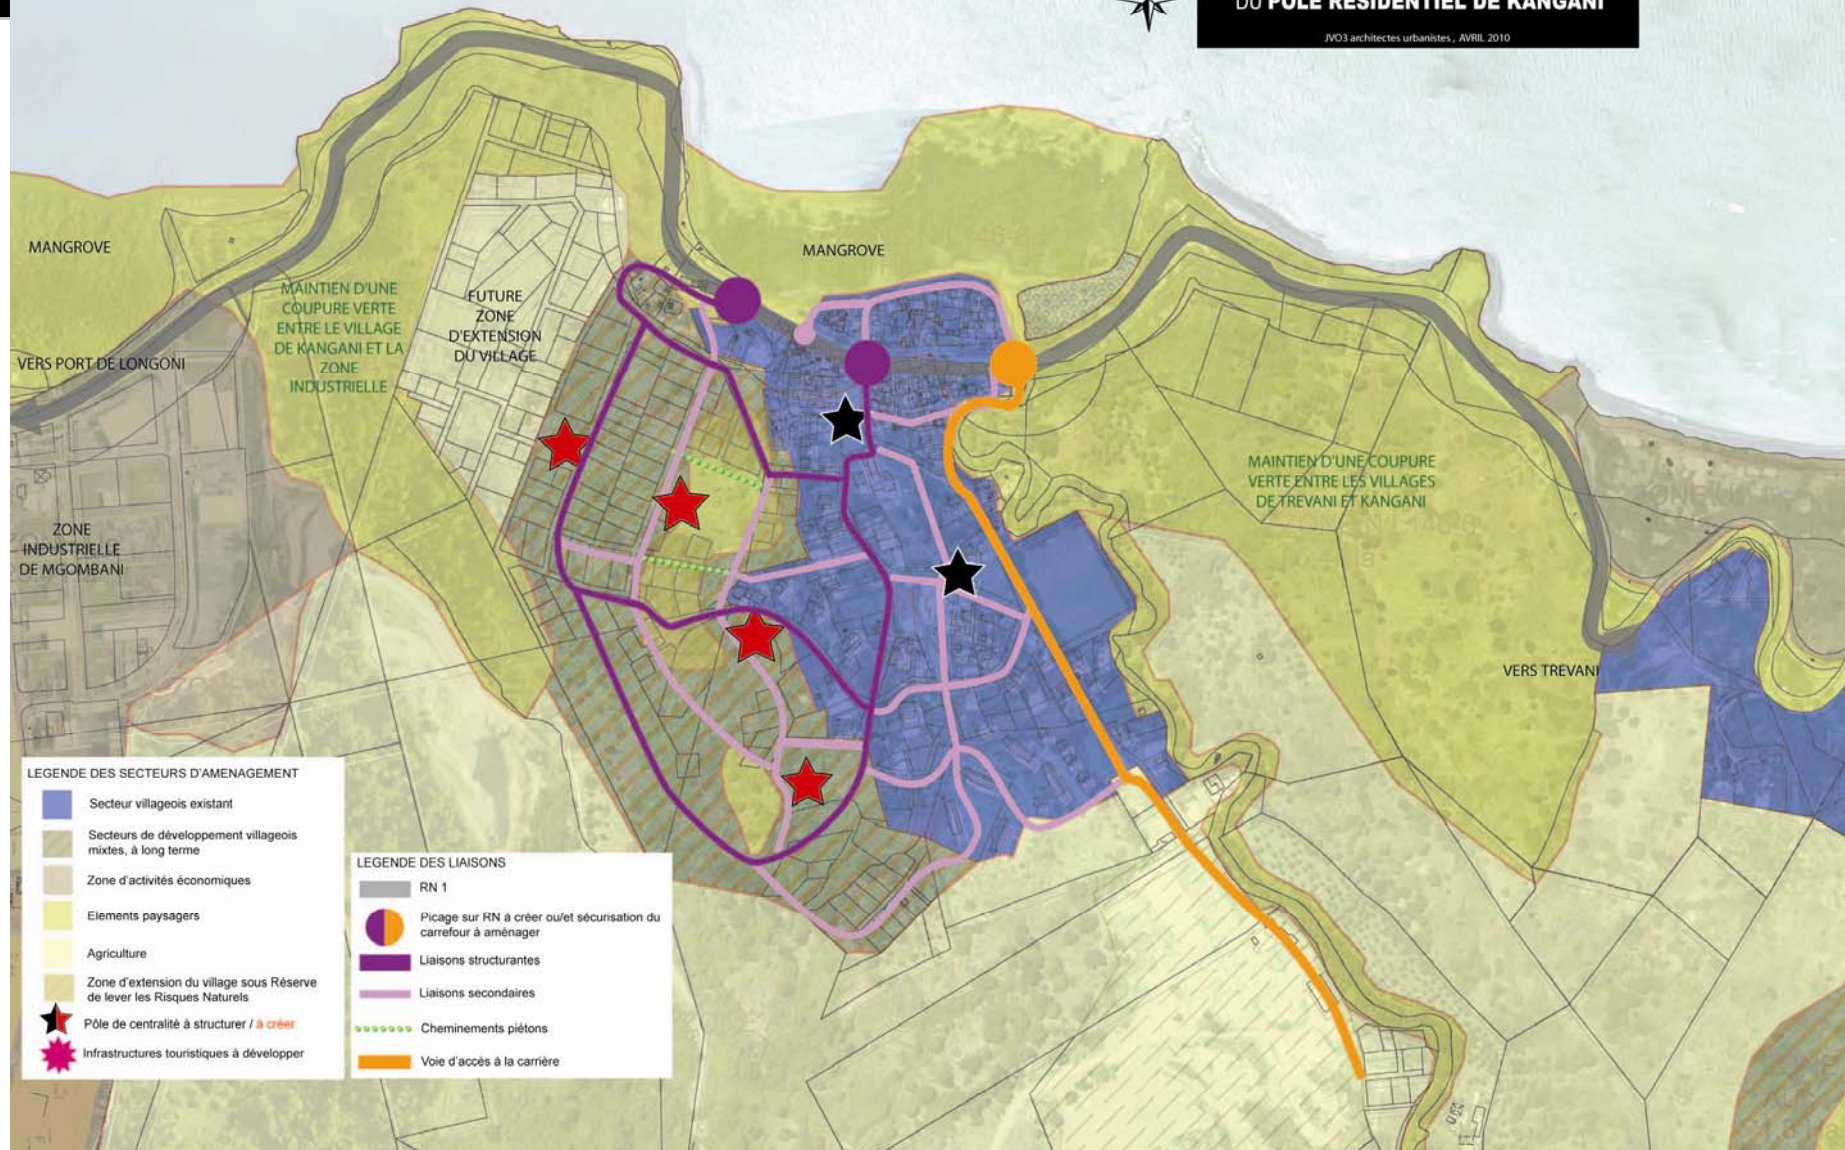 DU PÔLE RÉSIDENTIEL DE KANGANI
JVO3 architectes urbanistes, AVRIL 2010
MANGROVE
MANGROVE
MAINTIEN D'UNE
COUPURE VERTE
ENTRE LE VILLAGE
DE KANGANI ET LA
ZONE
INDUSTRIELLE
FUTURE
ZONE
D'EXTENSION
DU VILLAGE
VERS PORT DE LONGONI
MAINTIEN D'UNE COUPURE
VERTE ENTRE LES VILLAGES
DE TREVANI ET KANGANI
ZONE
INDUSTRIELLE
DE MGOMBANI
VERS TREVANI
LEGENDE DES SECTEURS D'AMENAGEMENT
Secteur villageois existant
Secteurs de développement villageois
mixtes, à long terme
Zone d'activités économiques
Elements paysagers
Agriculture
Zone d'extension du village sous Réserve
de lever les Risques Naturels
Pôle de centralité à structurer / à créer
Infrastructures touristiques à développer
LEGENDE DES LIAISONS
RN 1
Picage sur RN à créer ou/et sécurisation du
carrefour à aménager
Liaisons structurantes
Liaisons secondaires
Cheminements piétons
Voie d'accès à la carrière